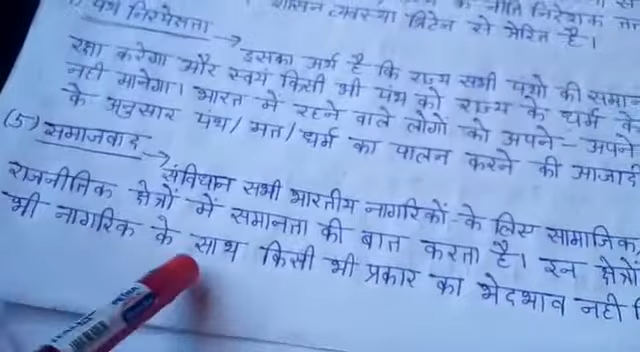 के नीति निदेशक त
शासन व्यवस्था ब्रिटेन से प्रेरित है।
पंथ निरपेक्षता → इसका अर्थ है कि राज्य सभी पंथों की समान
रक्षा करेगा और स्वयं किसी भी पंथ को राज्य के धर्म के
नही मानेगा। भारत में रहने वाले लोगों को अपने-अपने
के अनुसार पंथ/मत/धर्म का पालन करने की आजादी
(5) समाजवाद → संविधान सभी भारतीय नागरिकों के लिए सामाजिक,
राजनीतिक क्षेत्रों में समानता की बात करता है। इन क्षेत्रों
भी नागरिक के साथ किसी भी प्रकार का भेदभाव नही